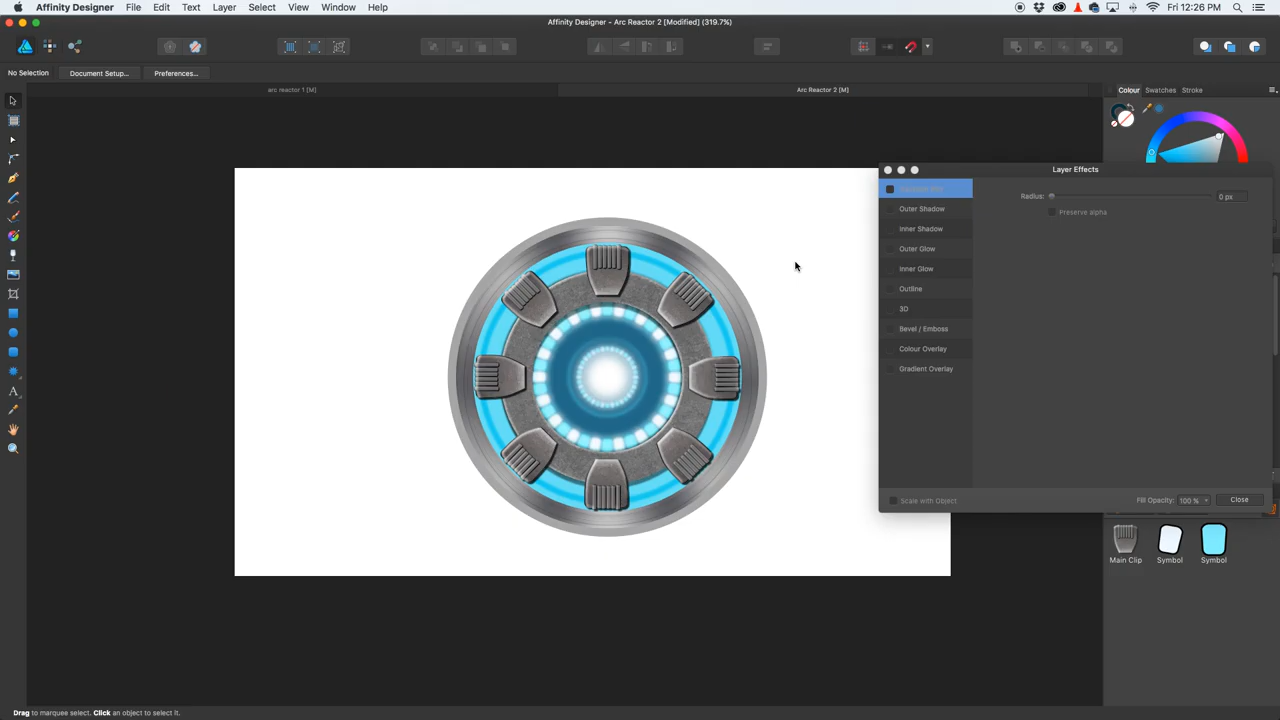 Affinity Designer File Edit Text Layer Select View Window Help Fri 12:26 PM
Affinity Designer - Arc Reactor 2 [Modified] (319.7%)
No Selection Document Setup... Preferences...
arc reactor 1 [M] Arc Reactor 2 [M]
Colour Swatches Stroke
Layer Effects
Radius: 0 px
Preserve alpha
Outer Shadow
Inner Shadow
Outer Glow
Inner Glow
Outline
3D
Bevel / Emboss
Colour Overlay
Gradient Overlay
Scale with Object Fill Opacity: 100 % Close
Main Clip Symbol Symbol
Drag to marquee select. Click an object to select it.